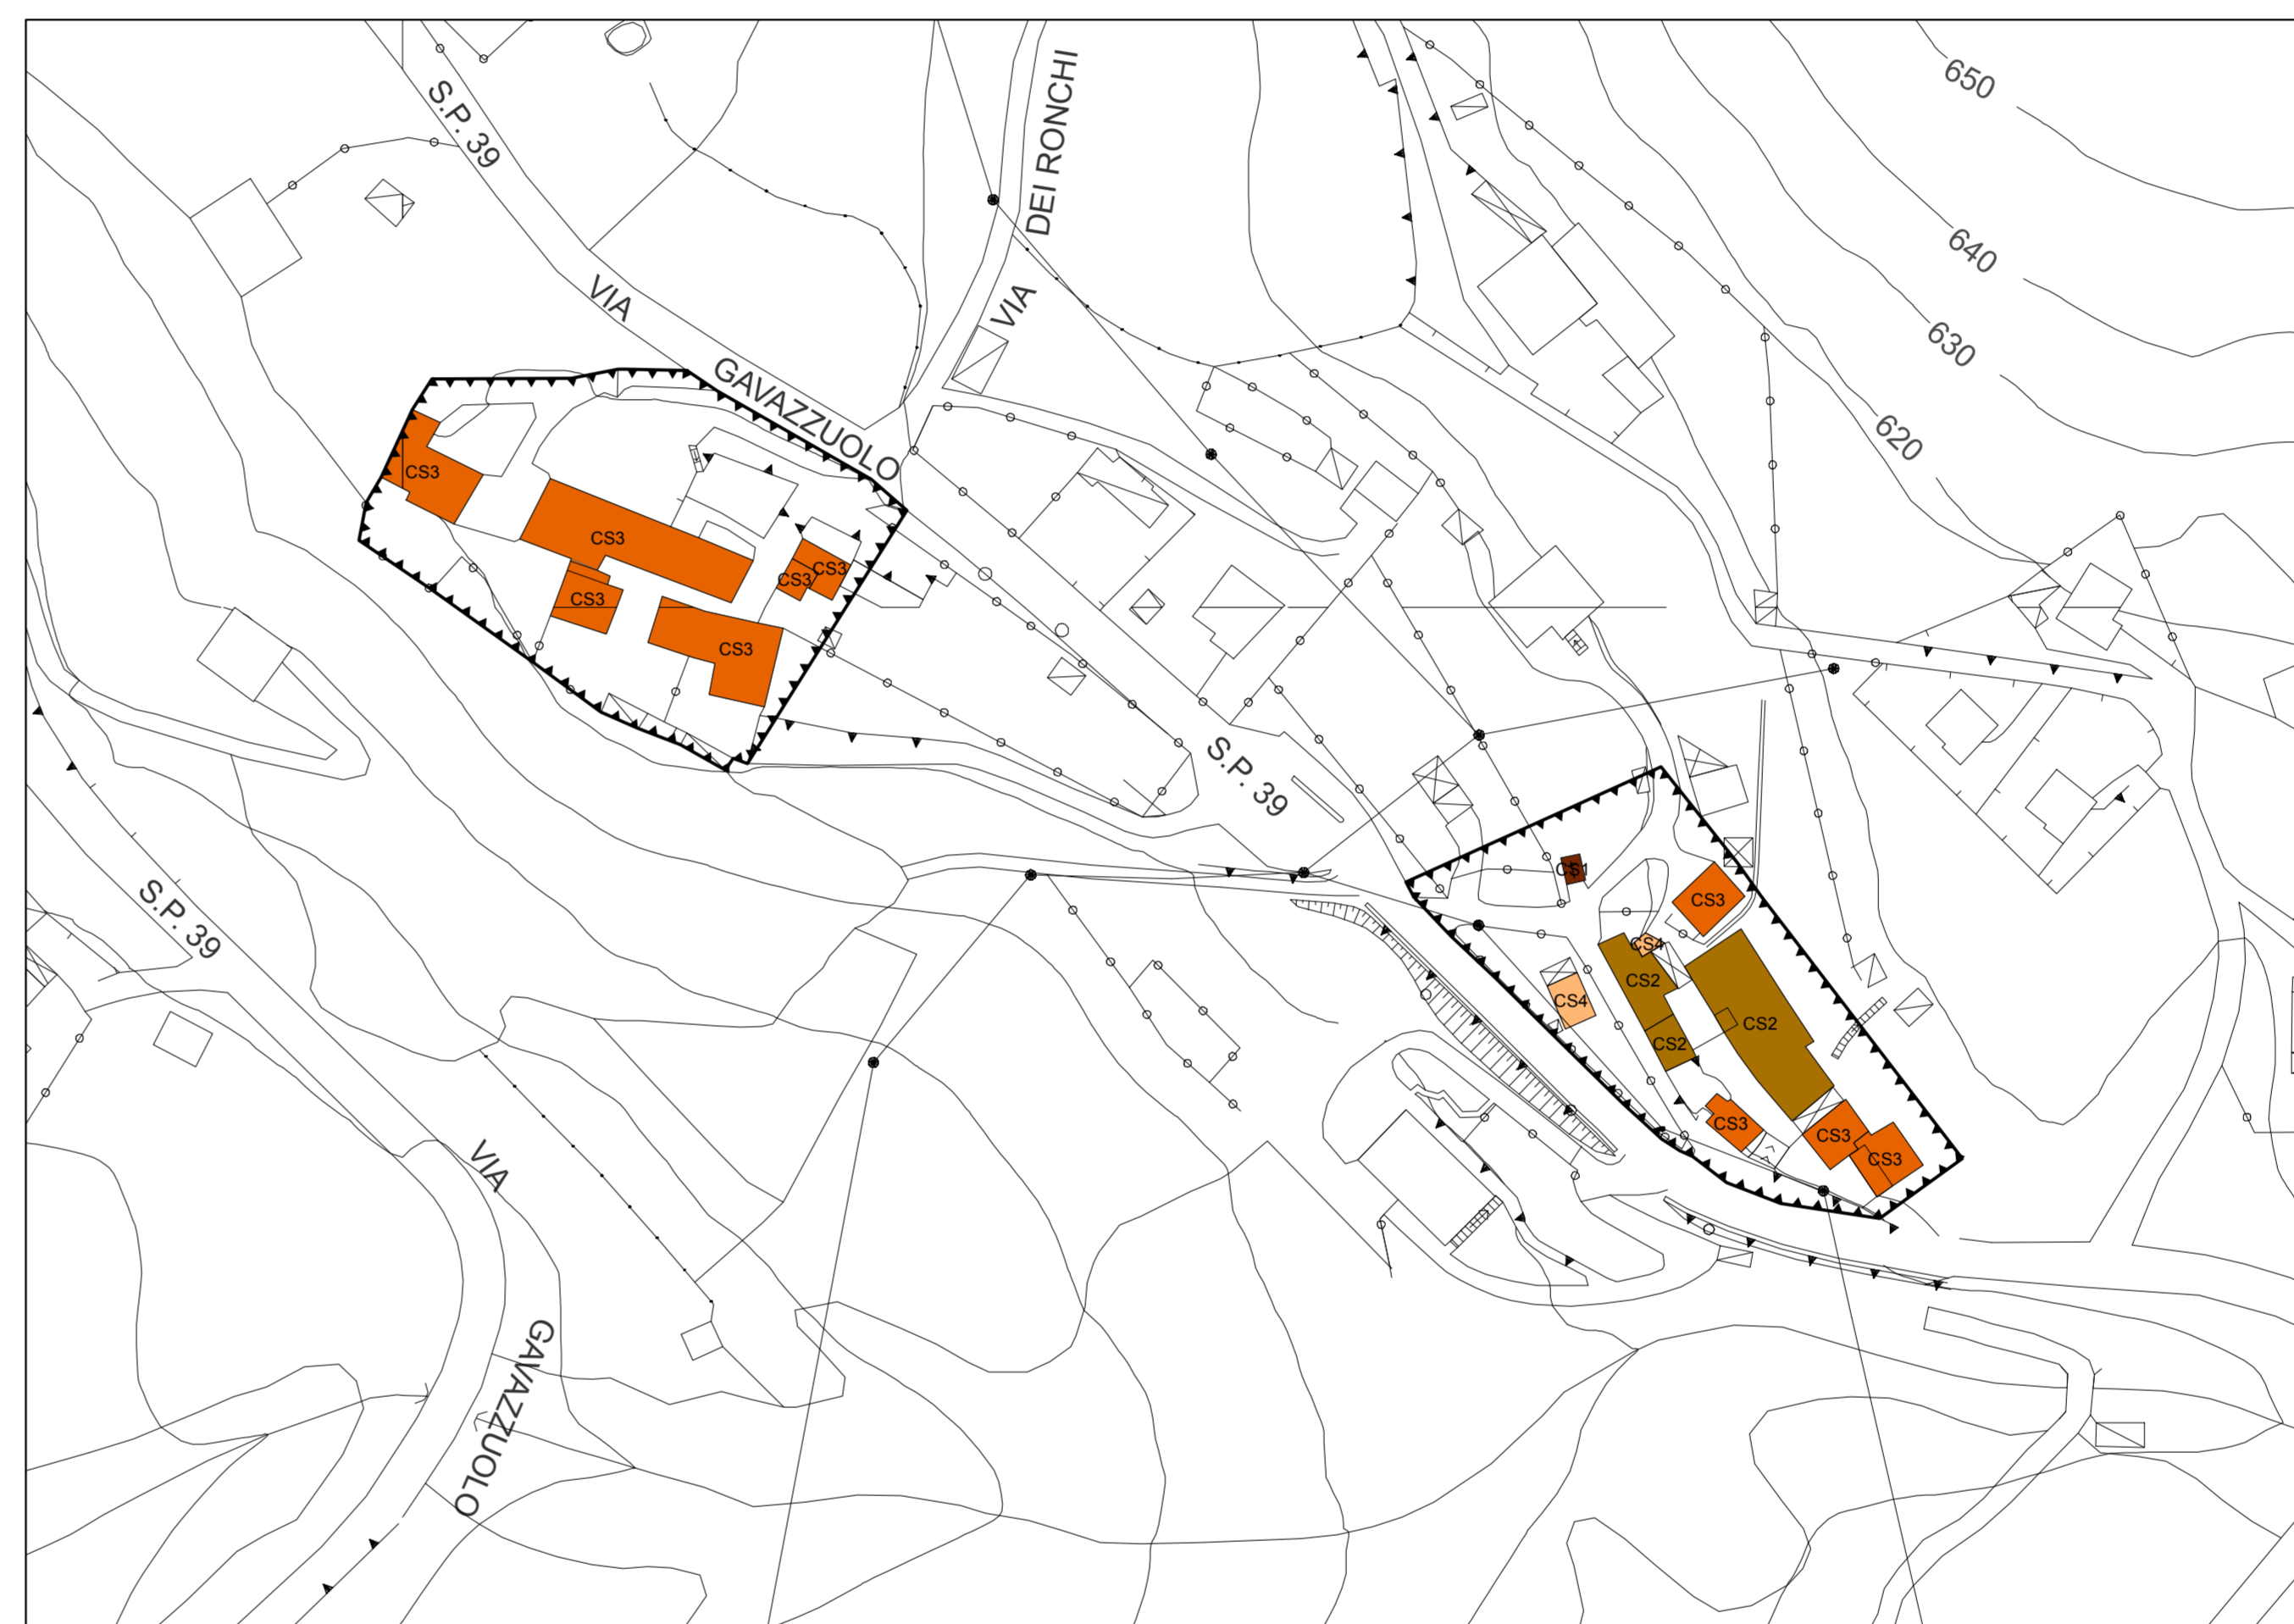 650
S.P. 39
DEI RONCHI
640
VIA
VIA
630
GAVAZZUOLO
620
CS3
CS3
CS3
CS3
CS3
CS3
S.P. 39
CS1
CS3
S.P. 39
CS4
CS2
CS4
CS2
CS2
CS3
CS3
CS3
VIA
GAVAZZUOLO